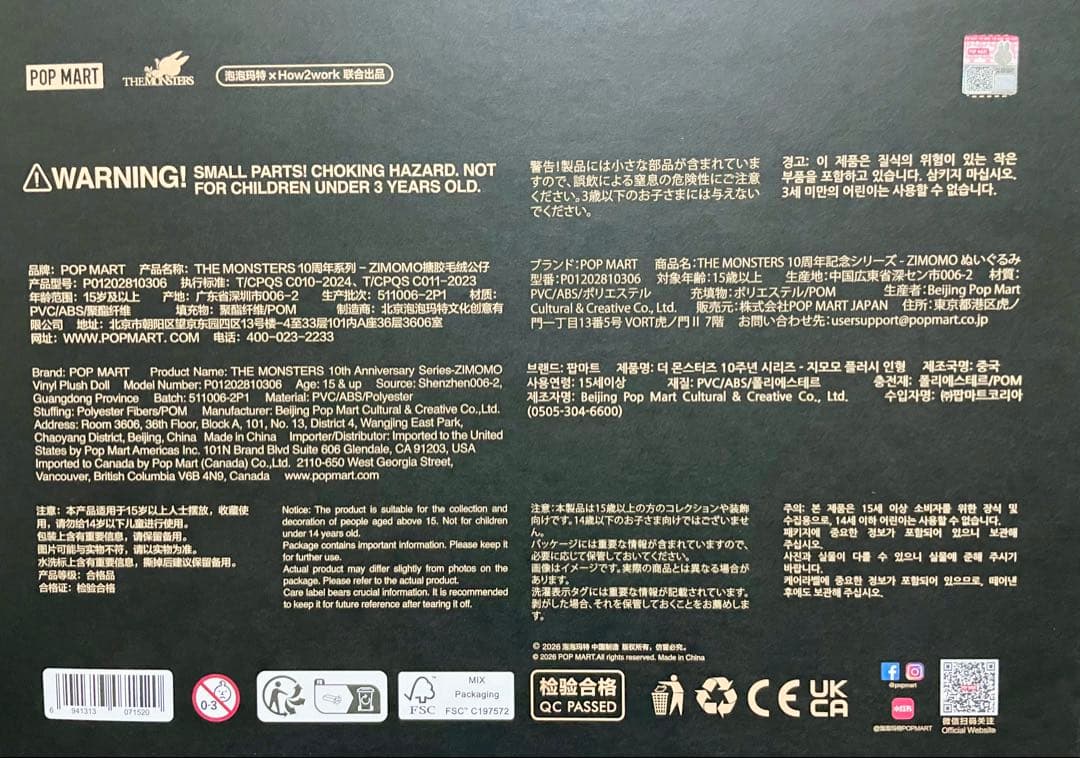 POP MART
THE MONSTERS
泡泡玛特 × How2work 联合出品
POP MART
WARNING! SMALL PARTS! CHOKING HAZARD. NOT
FOR CHILDREN UNDER 3 YEARS OLD.
警告!製品には小さな部品が含まれていま
すので、誤飲による窒息の危険性にご注意
ください。3歳以下のお子さまには与えない
でください。
경고: 이 제품은 질식의 위험이 있는 작은
부품을 포함하고 있습니다. 삼키지 마십시오.
3세 미만의 어린이는 사용할 수 없습니다.
品牌：POP MART 产品名称：THE MONSTERS 10周年系列 – ZIMOMO搪胶毛绒公仔
产品型号：P01202810306 执行标准：T/CPQS C010-2024、T/CPQS C011-2023
年龄范围：15岁及以上 产地：广东省深圳市006-2 生产批次：511006-2P1 材质：
PVC/ABS/聚酯纤维 填充物：聚酯纤维/POM 制造商：北京泡泡玛特文化创意有
限公司 地址：北京市朝阳区望京东园四区13号楼-4至33层101内A座36层3606室
网址：WWW.POPMART. COM 电话：400-023-2233
ブランド:POP MART 商品名:THE MONSTERS 10周年記念シリーズ - ZIMOMO ぬいぐるみ
型番:P01202810306 対象年齢:15歳以上 生産地:中国広東省深セン市006-2 材質:
PVC/ABS/ポリエステル 充填物:ポリエステル/POM 生産者:Beijing Pop Mart
Cultural & Creative Co., Ltd. 販売元:株式会社POP MART JAPAN 住所:東京都港区虎ノ
門一丁目13番5号 VORT虎ノ門Ⅱ 7階 お問い合わせ先:usersupport@popmart.co.jp
Brand: POP MART Product Name: THE MONSTERS 10th Anniversary Series-ZIMOMO
Vinyl Plush Doll Model Number: P01202810306 Age: 15 & up Source: Shenzhen006-2,
Guangdong Province Batch: 511006-2P1 Material: PVC/ABS/Polyester
Stuffing: Polyester Fibers/POM Manufacturer: Beijing Pop Mart Cultural & Creative Co.,Ltd.
Address: Room 3606, 36th Floor, Block A, 101, No. 13, District 4, Wangjing East Park,
Chaoyang District, Beijing, China Made in China Importer/Distributor: Imported to the United
States by Pop Mart Americas Inc. 101N Brand Blvd Suite 606 Glendale, CA 91203, USA
Imported to Canada by Pop Mart (Canada) Co.,Ltd. 2110-650 West Georgia Street,
Vancouver, British Columbia V6B 4N9, Canada www.popmart.com
브랜드: 팝마트 제품명: 더 몬스터즈 10주년 시리즈 - 지모모 플러시 인형 제조국명: 중국
사용연령: 15세이상 재질: PVC/ABS/폴리에스테르 충전재: 폴리에스테르/POM
제조자명: Beijing Pop Mart Cultural & Creative Co., Ltd. 수입자명: ㈜팝마트코리아
(0505-304-6600)
注意：本产品适用于15岁以上人士摆放，收藏使
用，请勿给14岁以下儿童进行使用。
包装上含有重要信息，请保留备用。
图片可能与实物不符，请以实物为准。
水洗标上含有重要信息，撕掉后建议保留备用。
产品等级：合格品
合格证：检验合格
Notice: The product is suitable for the collection and
decoration of people aged above 15. Not for children
under 14 years old.
Package contains important information. Please keep it
for further use.
Actual product may differ slightly from photos on the
package. Please refer to the actual product.
Care label bears crucial information. It is recommended
to keep it for future reference after tearing it off.
注意:本製品は15歳以上の方のコレクションや装飾
向けです。14歳以下のお子さま向けではございませ
ん。
パッケージには重要な情報が含まれていますので、
必要に応じて保管しておいてください。
画像はイメージです。実際の商品とは異なる場合が
あります。
洗濯表示タグには重要な情報が記載されています。
剥がした場合、それを保管しておくことをお薦めしま
す。
주의: 본 제품은 15세 이상 소비자를 위한 장식 및
수집용으로, 14세 이하 어린이는 사용할 수 없습니다.
패키지에 중요한 정보가 포함되어 있으니 보관해
주십시오.
사진과 실물이 다를 수 있으니 실물에 준해 주시기
바랍니다.
케어라벨에 중요한 정보가 포함되어 있으므로, 떼어낸
후에도 보관해 주십시오.
© 2026 泡泡玛特 中国制造 版权所有，仿冒必究。
© 2026 POP MART.All rights reserved. Made in China
6 941313 071520
0-3
FR
FSC
MIX
Packaging
FSC™ C197572
检验合格
QC PASSED
CE
UK
CA
@popmart
小红书
@泡泡玛特POPMART
微信扫码关注
Official Website